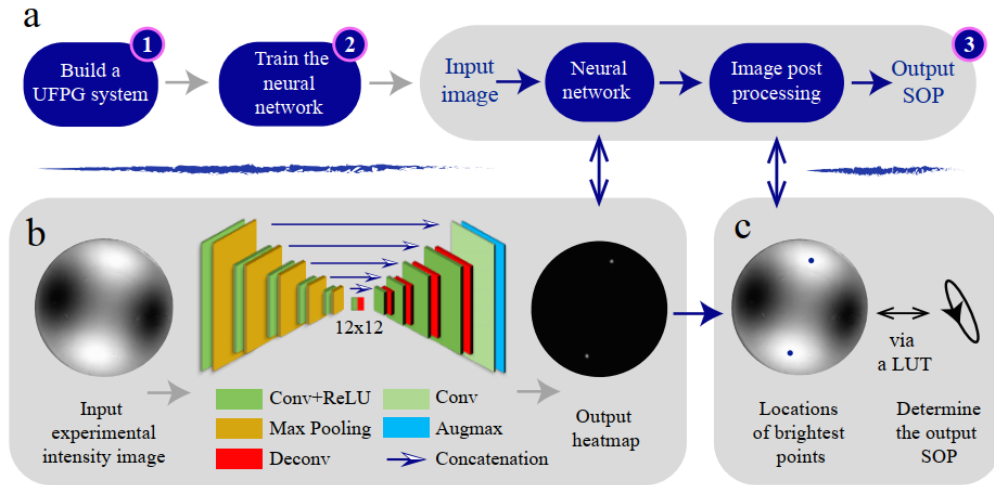 a
1
2
3
Build a
UFPG system
Train the
neural
network
Input
image
Neural
network
Image post
processing
Output
SOP
b
12x12
Input
experimental
intensity image
Conv+ReLU
Max Pooling
Deconv
Conv
Augmax
Concatenation
Output
heatmap
c
via
a LUT
Locations
of brightest
points
Determine
the output
SOP